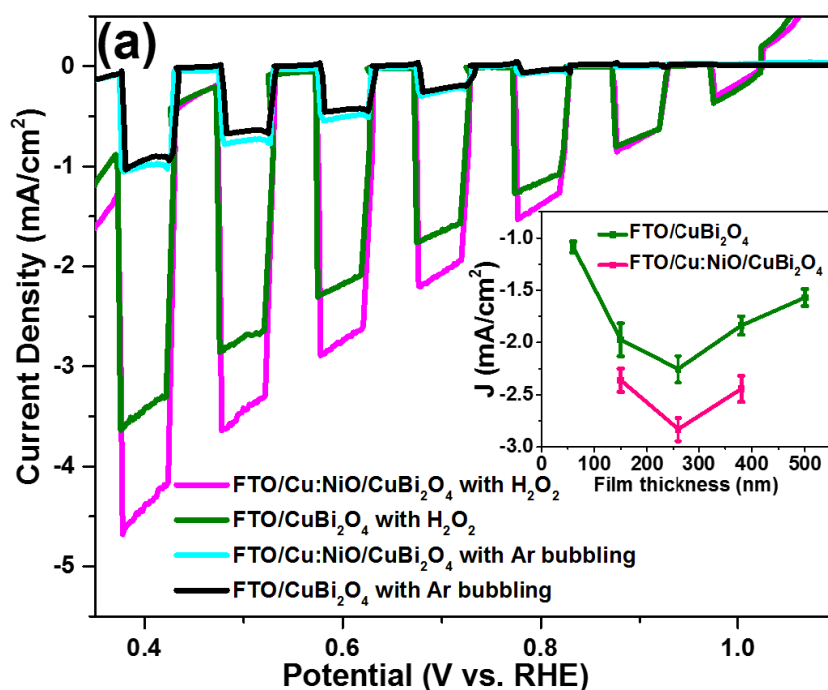 (a)
0
-1
-2
-3
-4
-5
Current Density (mA/cm²)
0.4 0.6 0.8 1.0
Potential (V vs. RHE)
FTO/Cu:NiO/CuBi₂O₄ with H₂O₂
FTO/CuBi₂O₄ with H₂O₂
FTO/Cu:NiO/CuBi₂O₄ with Ar bubbling
FTO/CuBi₂O₄ with Ar bubbling
FTO/CuBi₂O₄
FTO/Cu:NiO/CuBi₂O₄
-1.0
-1.5
-2.0
-2.5
-3.0
J (mA/cm²)
0 100 200 300 400 500
Film thickness (nm)